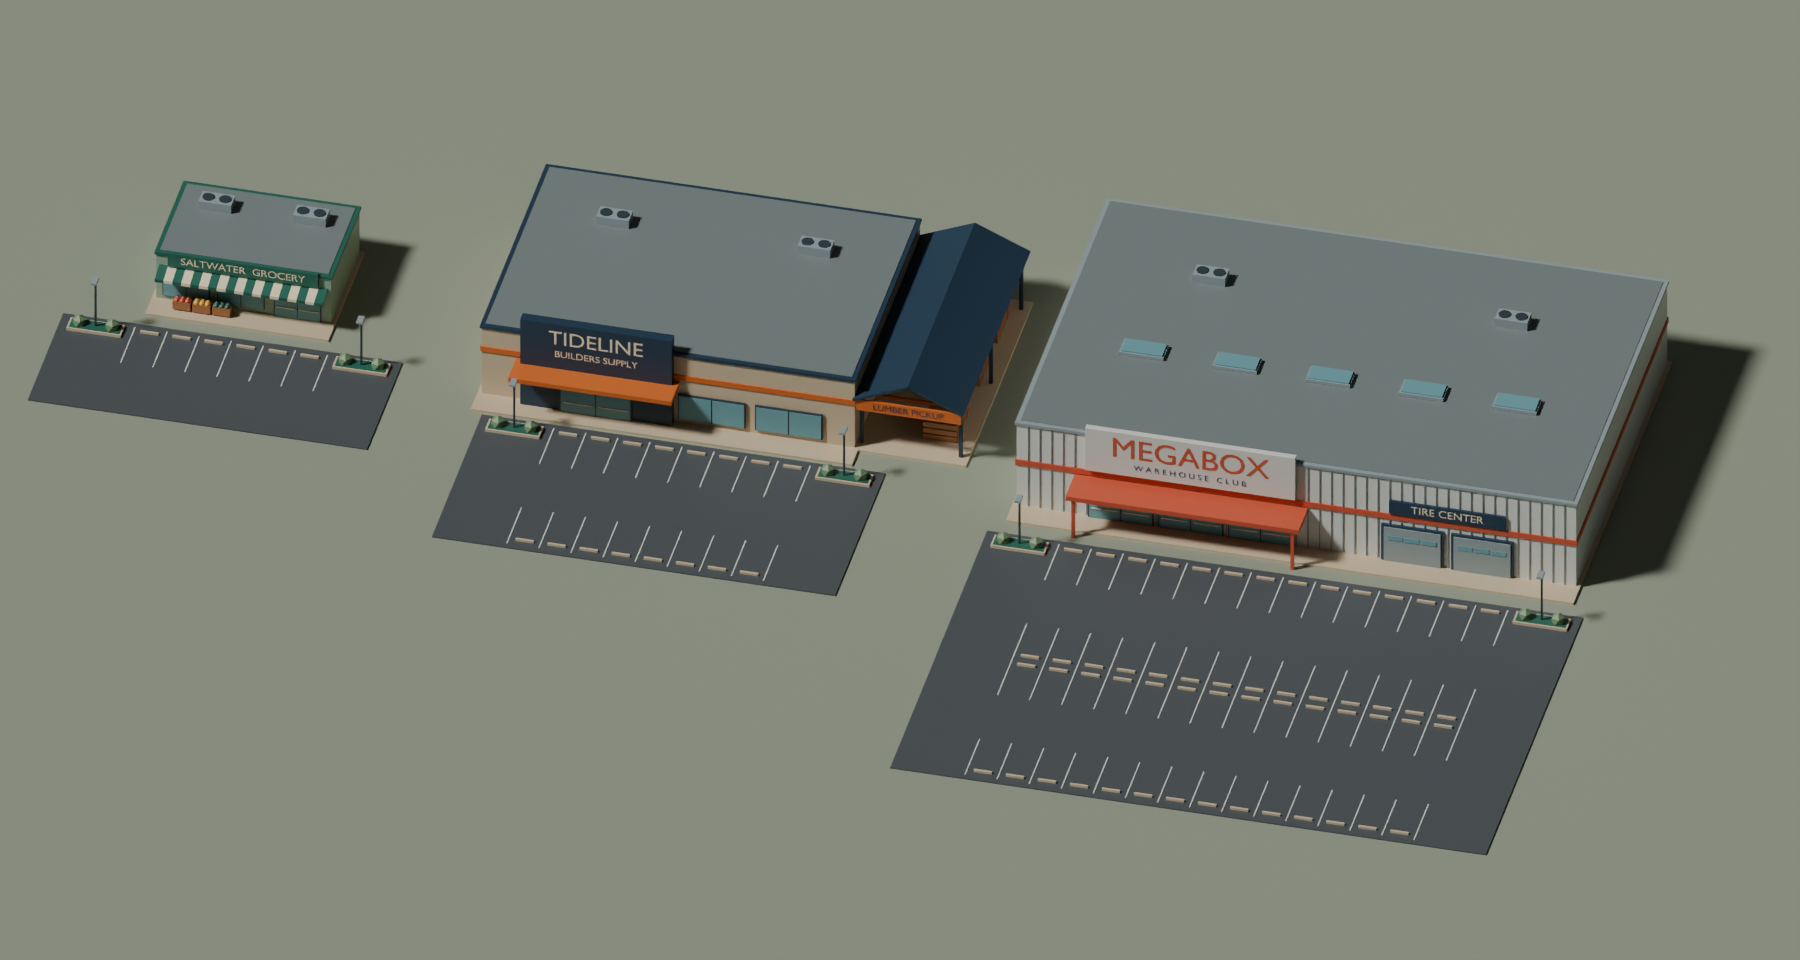 SALTWATER GROCERY
TIDELINE
BUILDERS SUPPLY
LUMBER PICKUP
MEGABOX
WAREHOUSE CLUB
TIRE CENTER